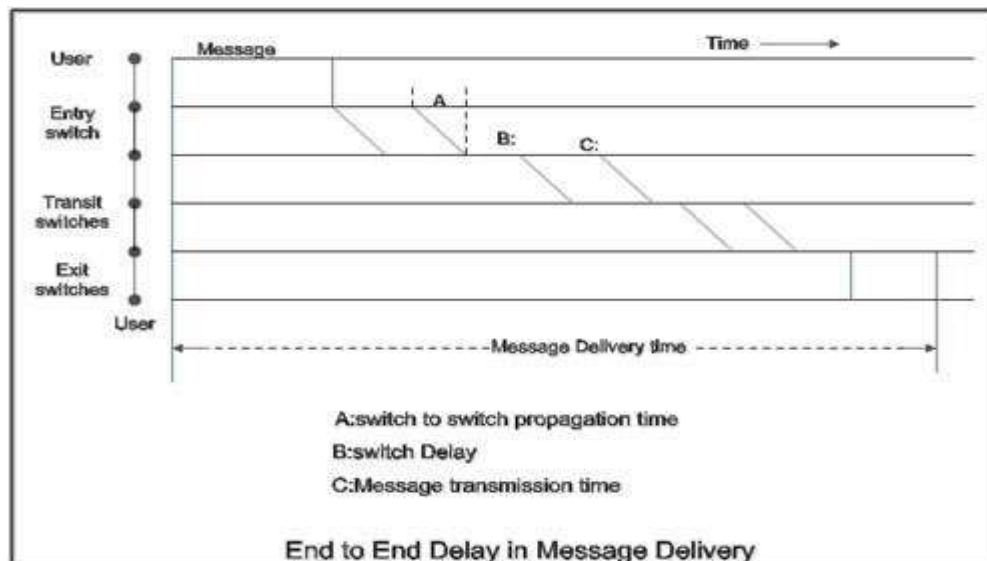 Message
Time
User
Entry
switch
A
B:
C:
Transit
switches
Exit
switches
User
Message Delivery time
A:switch to switch propagation time
B:switch Delay
C:Message transmission time
End to End Delay in Message Delivery